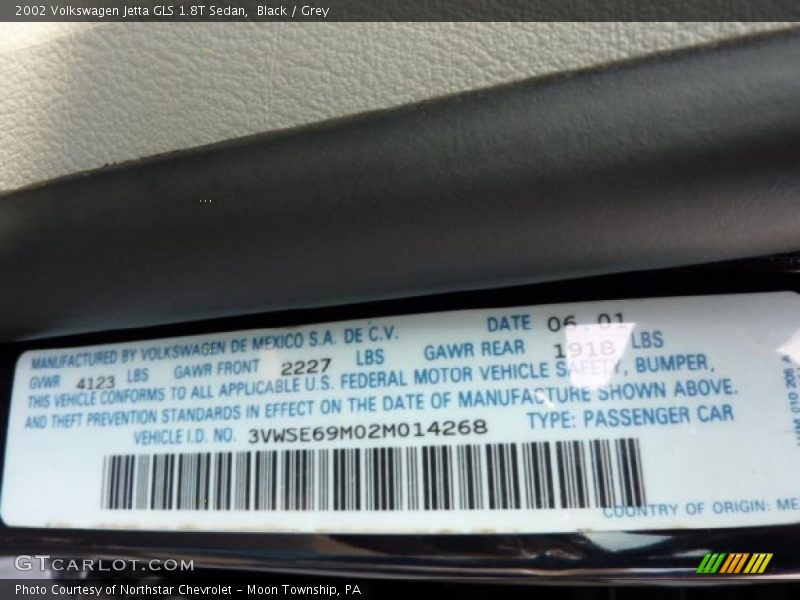 2002 Volkswagen Jetta GLS 1.8T Sedan, Black / Grey
MANUFACTURED BY VOLKSWAGEN DE MEXICO S.A. DE C.V. DATE 06 01
GVWR 4123 LBS GAWR FRONT 2227 LBS GAWR REAR 1918 LBS
THIS VEHICLE CONFORMS TO ALL APPLICABLE U.S. FEDERAL MOTOR VEHICLE SAFETY, BUMPER,
AND THEFT PREVENTION STANDARDS IN EFFECT ON THE DATE OF MANUFACTURE SHOWN ABOVE.
VEHICLE I.D. NO. 3VWSE69M02M014268 TYPE: PASSENGER CAR
COUNTRY OF ORIGIN: ME
GTCARLOT.COM
Photo Courtesy of Northstar Chevrolet - Moon Township, PA